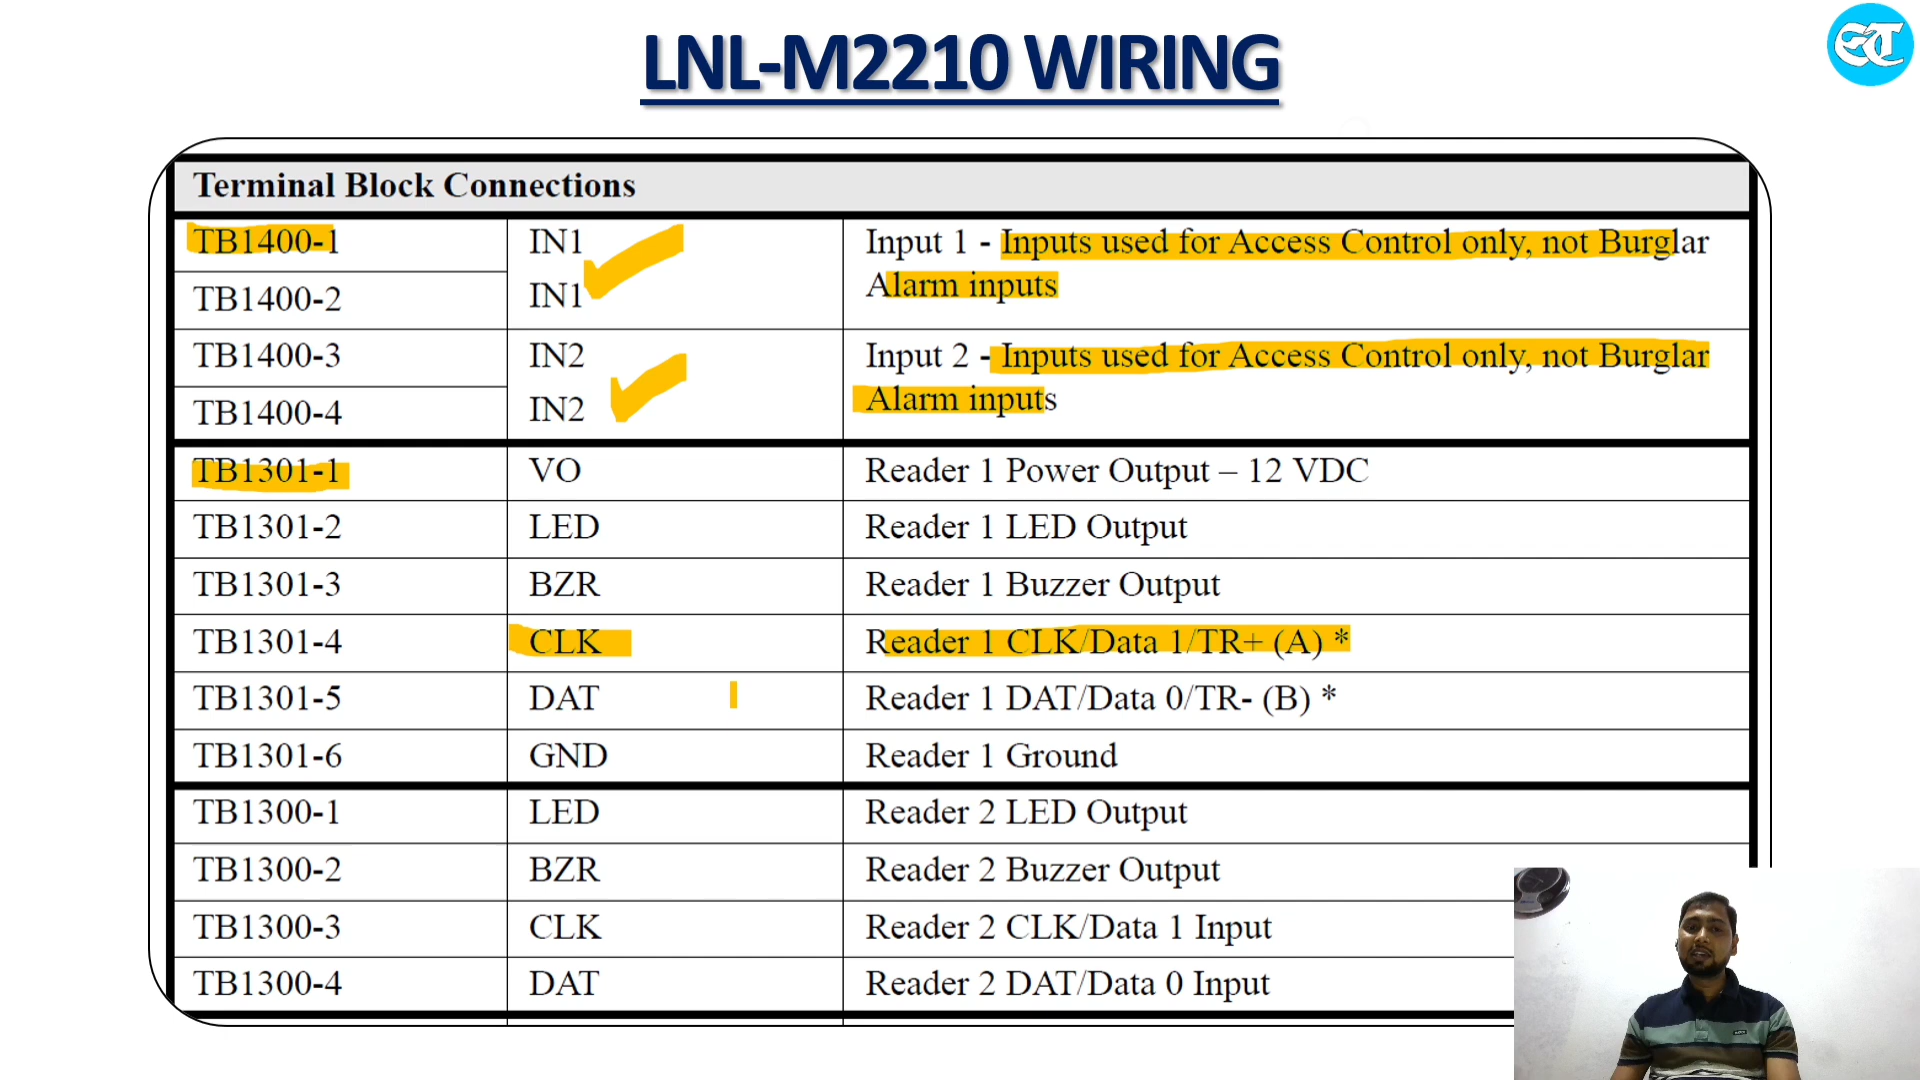 LNL-M2210 WIRING
Terminal Block Connections
TB1400-1 IN1 Input 1 - Inputs used for Access Control only, not Burglar
Alarm inputs
TB1400-2 IN1
TB1400-3 IN2 Input 2 - Inputs used for Access Control only, not Burglar
Alarm inputs
TB1400-4 IN2
TB1301-1 VO Reader 1 Power Output – 12 VDC
TB1301-2 LED Reader 1 LED Output
TB1301-3 BZR Reader 1 Buzzer Output
TB1301-4 CLK Reader 1 CLK/Data 1/TR+ (A) *
TB1301-5 DAT Reader 1 DAT/Data 0/TR- (B) *
TB1301-6 GND Reader 1 Ground
TB1300-1 LED Reader 2 LED Output
TB1300-2 BZR Reader 2 Buzzer Output
TB1300-3 CLK Reader 2 CLK/Data 1 Input
TB1300-4 DAT Reader 2 DAT/Data 0 Input